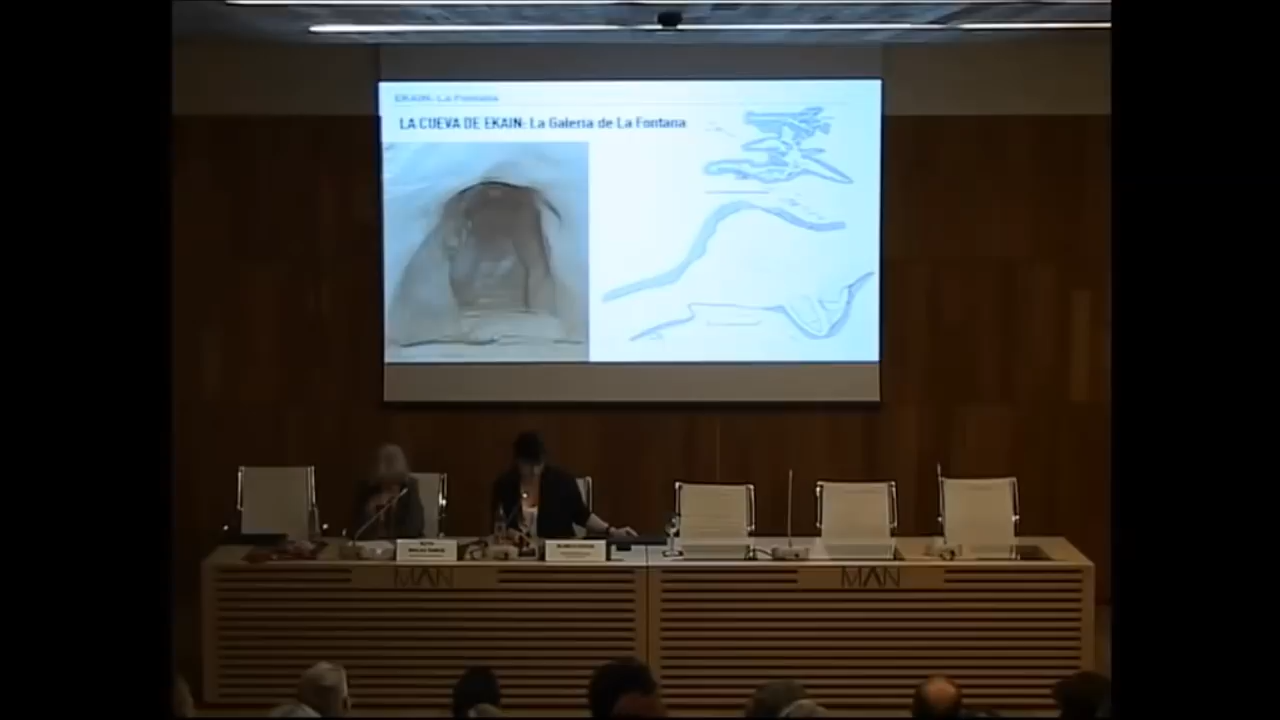 EKAIN: La Fontana
LA CUEVA DE EKAIN: La Galería de La Fontana
MAN
MAN